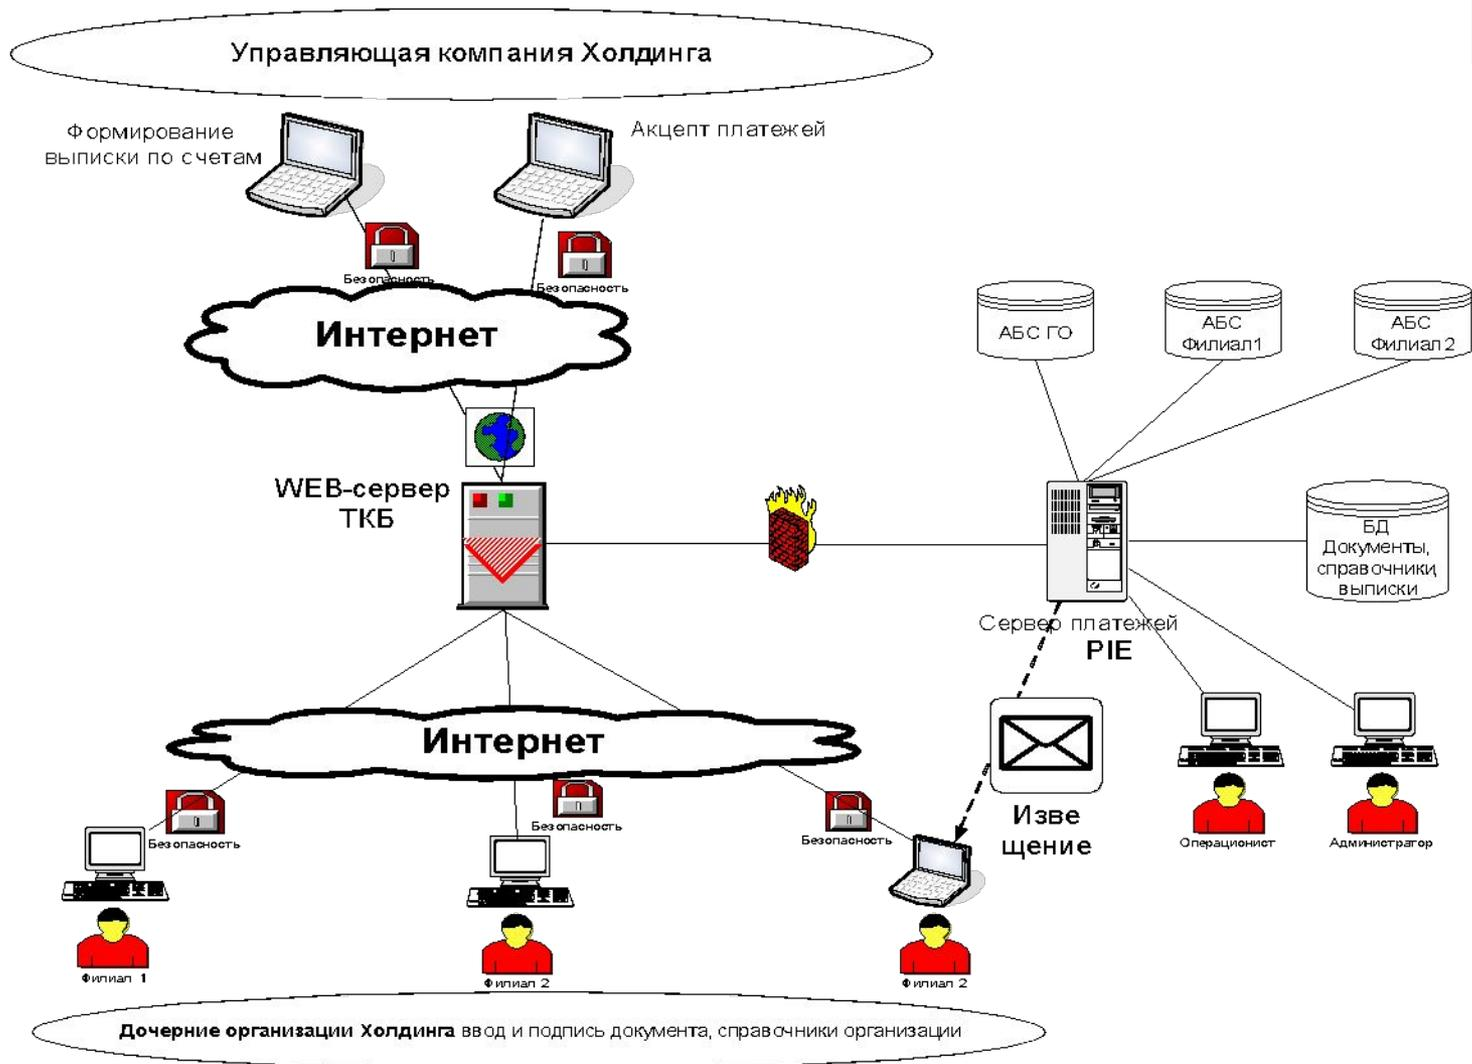 Управляющая компания Холдинга
Формирование
выписки по счетам
Акцепт платежей
Безопасность
Безопасность
Интернет
АБС ГО
АБС
Филиал1
АБС
Филиал 2
WEB-сервер
ТКБ
БД
Документы,
справочники,
выписки
Сервер платежей
PIE
Интернет
Изве
щение
Безопасность
Безопасность
Безопасность
Операционист
Администратор
Филиал 1
Филиал 2
Филиал 2
Дочерние организации Холдинга ввод и подпись документа, справочники организации